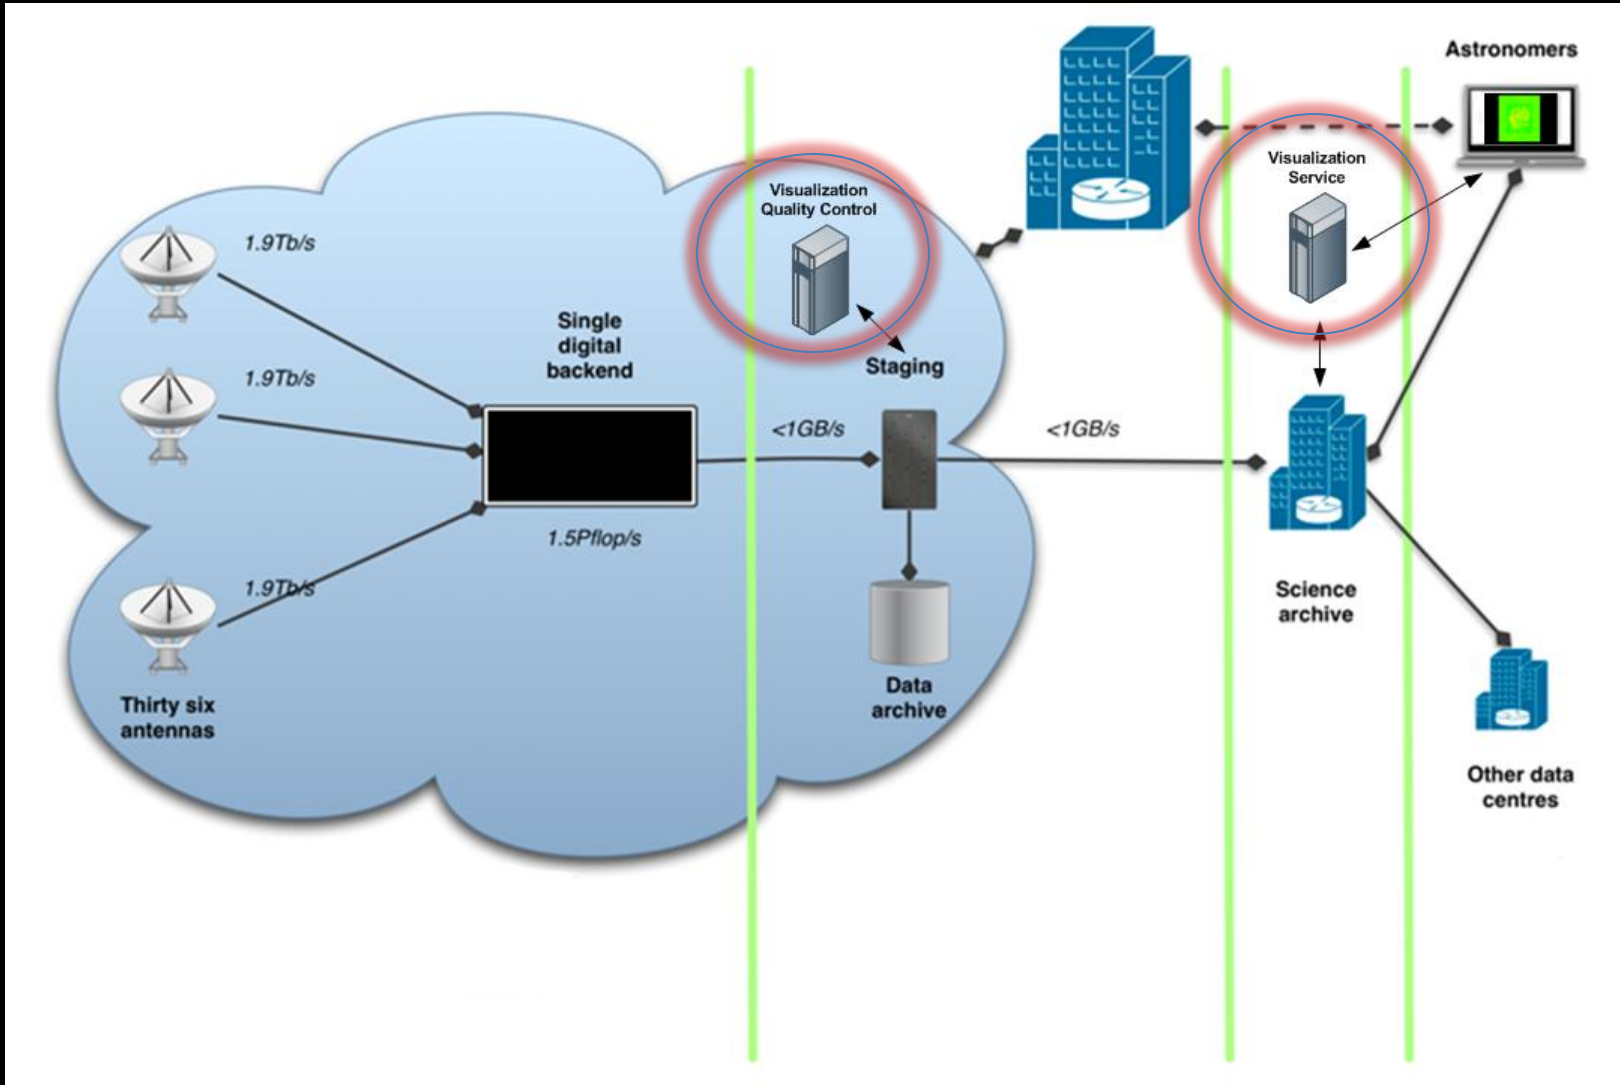 Astronomers
Visualization
Service
Visualization
Quality Control
1.9Tb/s
Single
digital
backend
Staging
1.9Tb/s
<1GB/s
<1GB/s
1.5Pflop/s
1.9Tb/s
Science
archive
Data
archive
Thirty six
antennas
Other data
centres